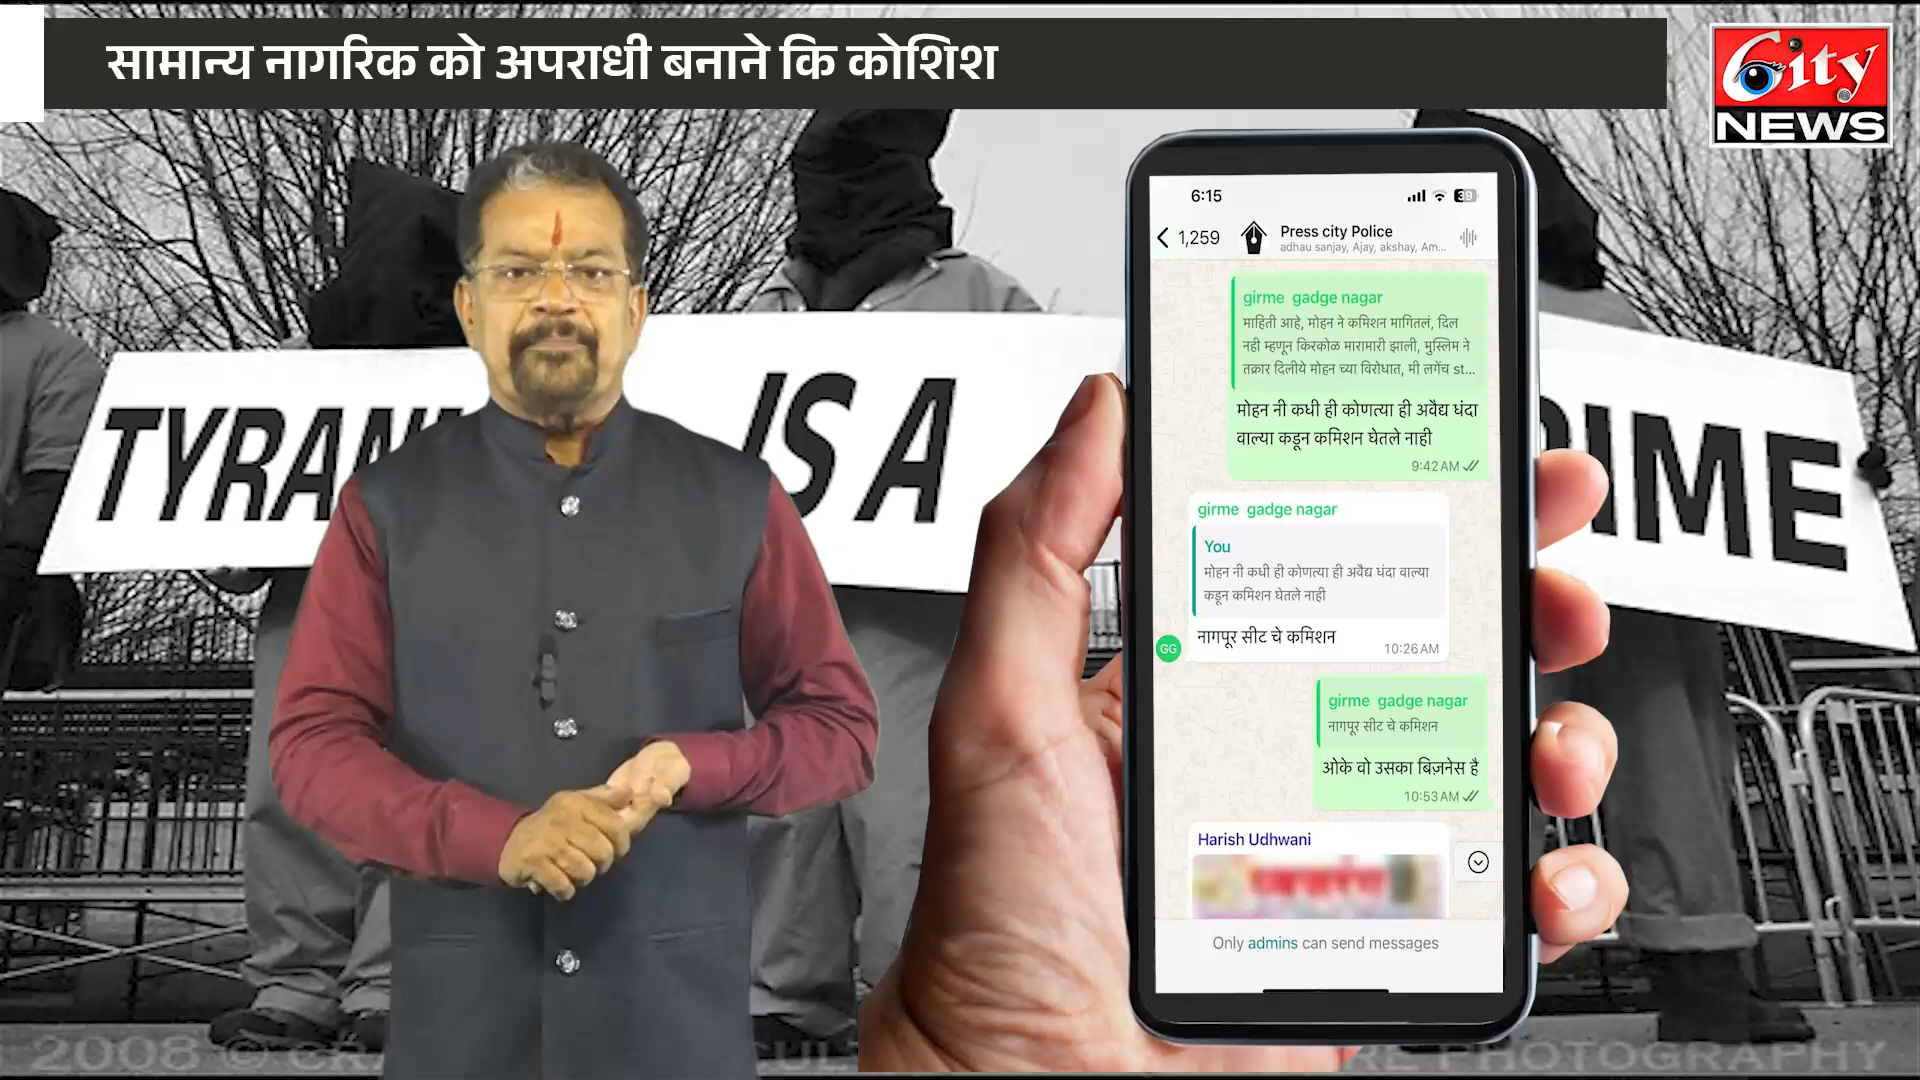 सामान्य नागरिक को अपराधी बनाने कि कोशिश
City
NEWS
IS A
IME
6:15
39
1,259
Press city Police
adhau sanjay, Ajay, akshay, Am...
girme gadge nagar
माहिती आहे, मोहन ने कमिशन मागितलं, दिल
नही म्हणून किरकोळ मारामारी झाली, मुस्लिम ने
तक्रार दिलीये मोहन च्या विरोधात, मी लगेंच st...
मोहन नी कधी ही कोणत्या ही अवैद्य धंदा
वाल्या कडून कमिशन घेतले नाही
9:42 AM
girme gadge nagar
You
मोहन नी कधी ही कोणत्या ही अवैद्य धंदा वाल्या
कडून कमिशन घेतले नाही
नागपूर सीट चे कमिशन
10:26 AM
GG
girme gadge nagar
नागपूर सीट चे कमिशन
ओके वो उसका बिज़नेस है
10:53 AM
Harish Udhwani
Only admins can send messages
2008 © PHOTOGRAPHY